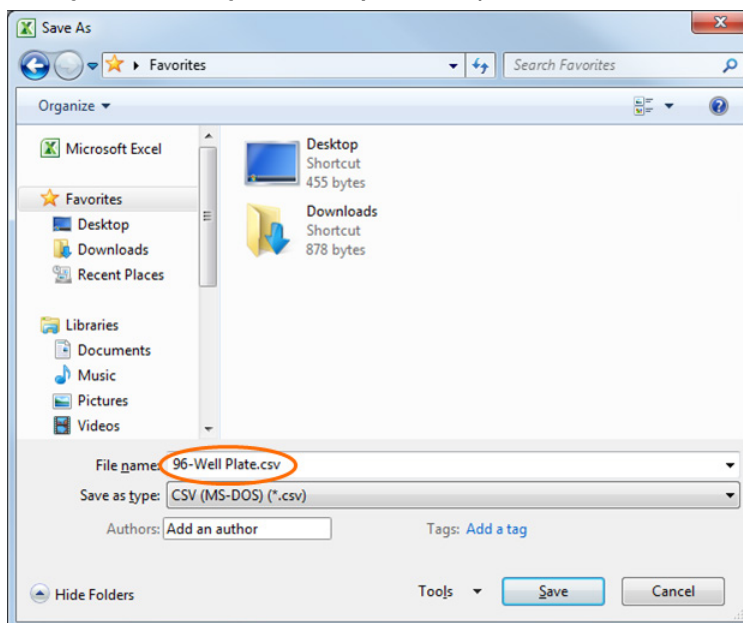 Save As
Favorites
Search Favorites
Organize
Microsoft Excel
Favorites
Desktop
Downloads
Recent Places
Libraries
Documents
Music
Pictures
Videos
Desktop
Shortcut
455 bytes
Downloads
Shortcut
878 bytes
File name: 96-Well Plate.csv
Save as type: CSV (MS-DOS) (*.csv)
Authors: Add an author Tags: Add a tag
Hide Folders Tools Save Cancel